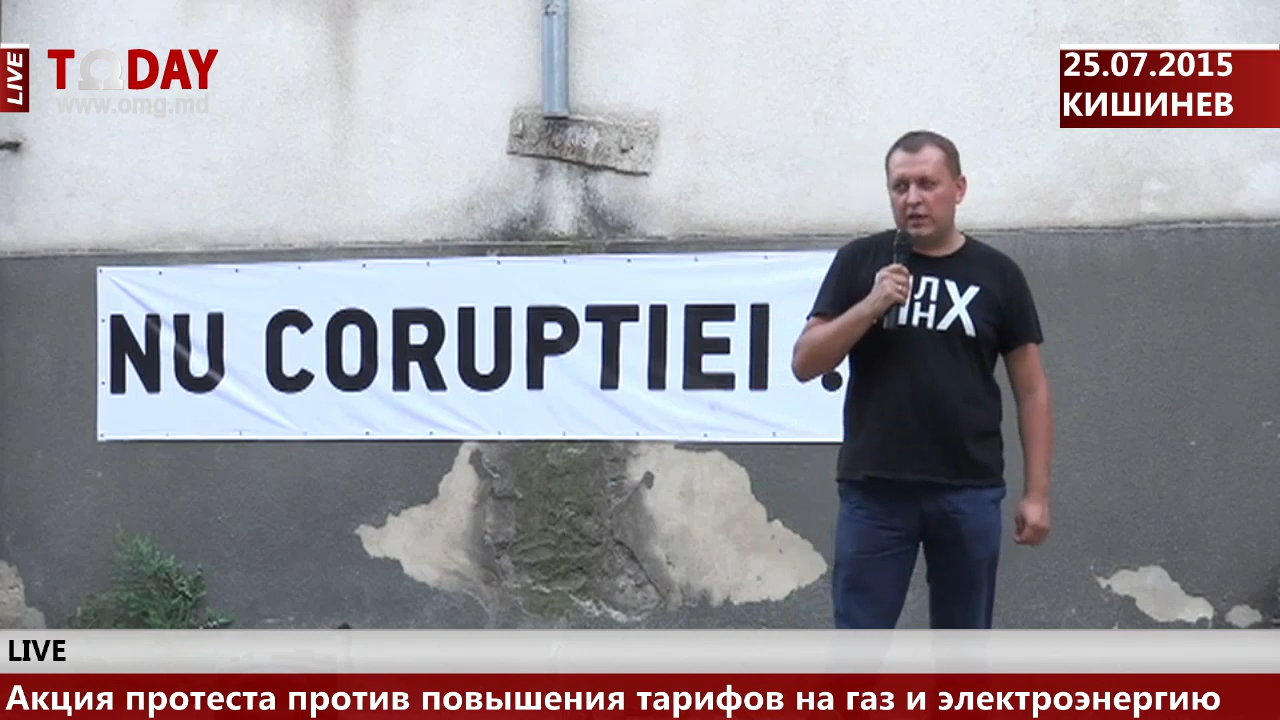 LIVE
TΩDAY
www.omg.md
25.07.2015
КИШИНЕВ
NU CORUPTIEI !
LIVE
Акция протеста против повышения тарифов на газ и электроэнергию